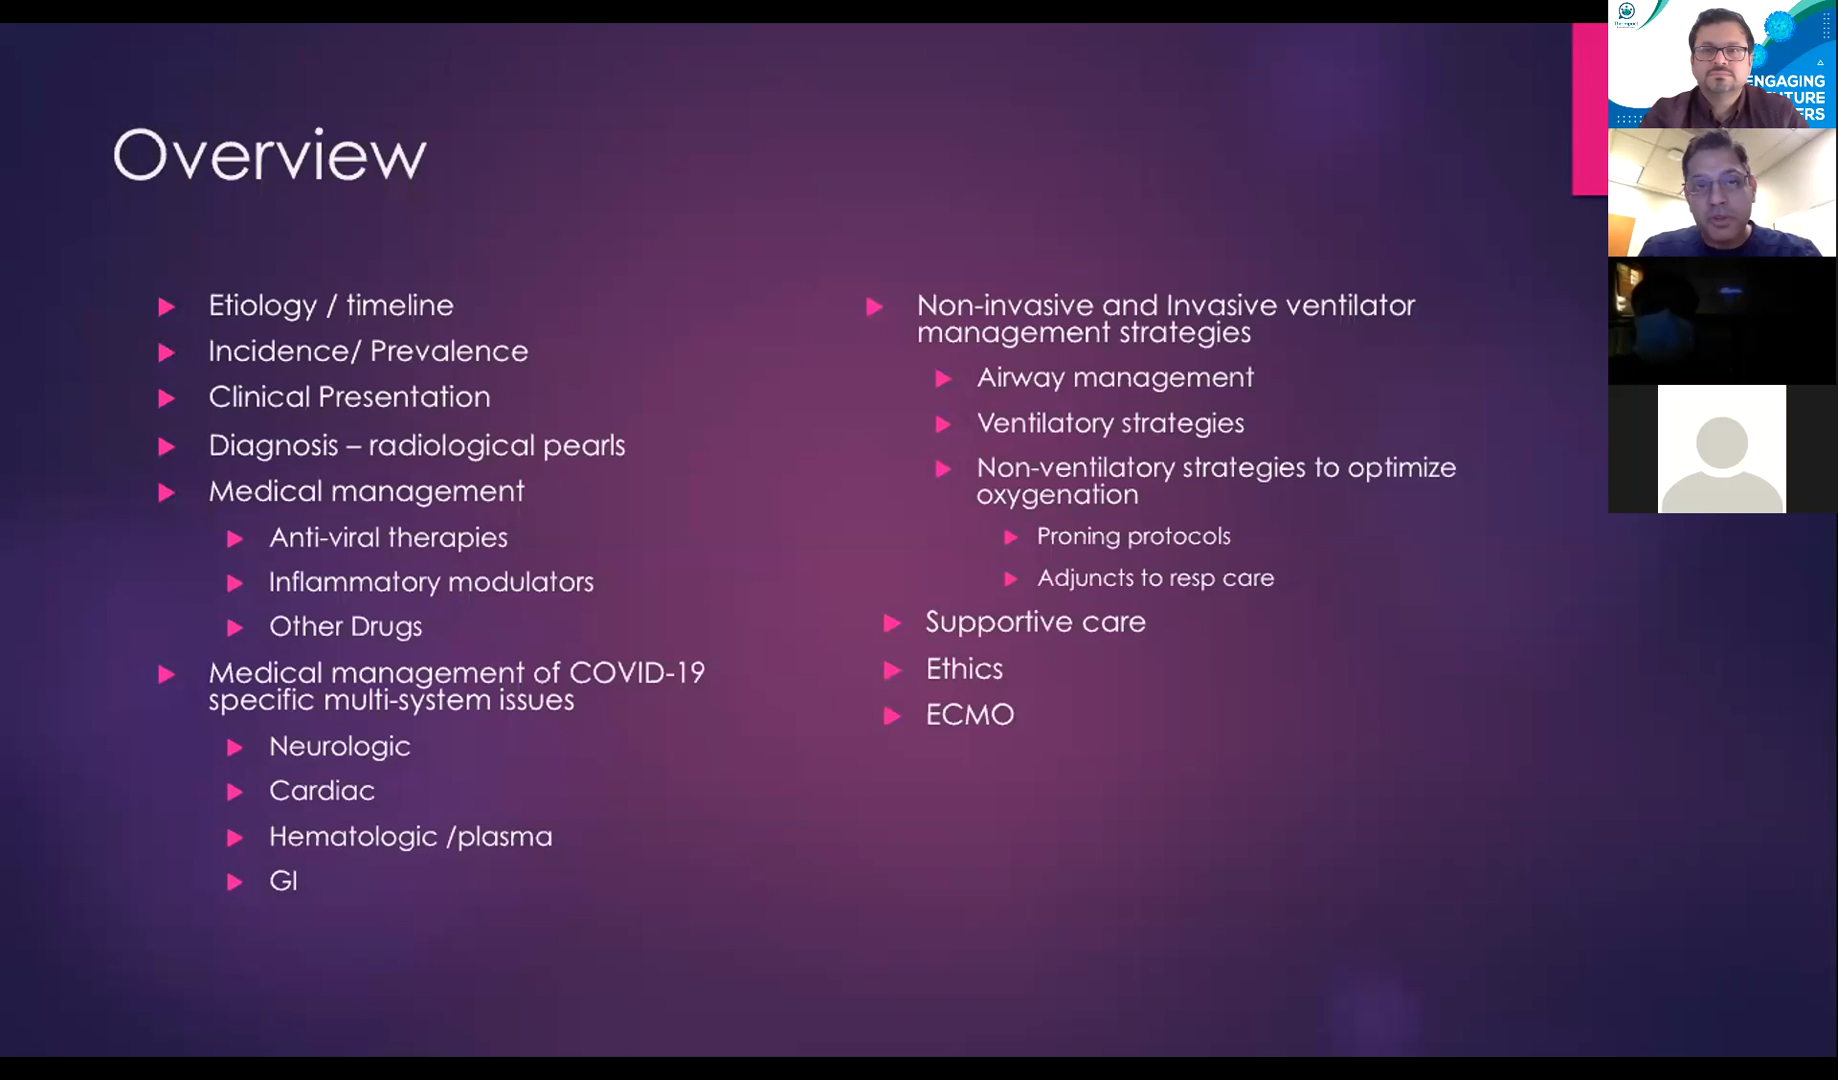 Overview
Etiology / timeline
Incidence/ Prevalence
Clinical Presentation
Diagnosis – radiological pearls
Medical management
Anti-viral therapies
Inflammatory modulators
Other Drugs
Medical management of COVID-19
specific multi-system issues
Neurologic
Cardiac
Hematologic /plasma
GI
Non-invasive and Invasive ventilator
management strategies
Airway management
Ventilatory strategies
Non-ventilatory strategies to optimize
oxygenation
Proning protocols
Adjuncts to resp care
Supportive care
Ethics
ECMO
ENGAGING